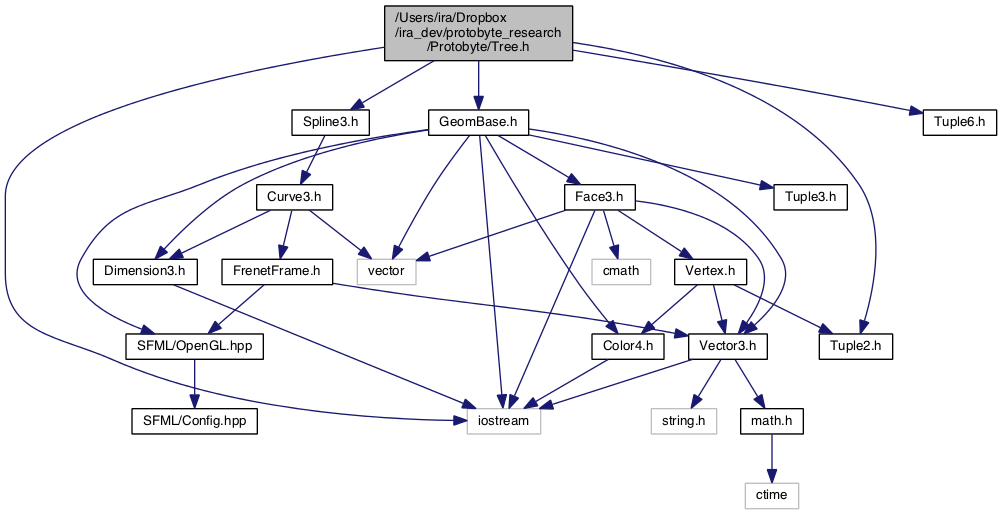 /Users/ira/Dropbox
/ira_dev/protobyte_research
/Protobyte/Tree.h
Spline3.h
GeomBase.h
Tuple6.h
Curve3.h
Face3.h
Tuple3.h
Dimension3.h
FrenetFrame.h
vector
cmath
Vertex.h
SFML/OpenGL.hpp
Color4.h
Vector3.h
Tuple2.h
SFML/Config.hpp
iostream
string.h
math.h
ctime